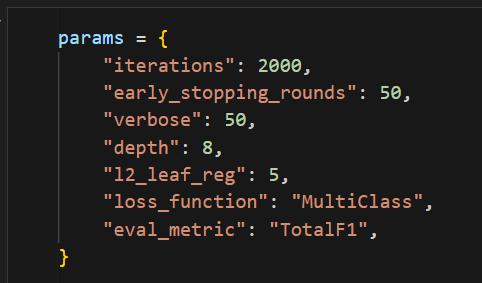 params = {
    "iterations": 2000,
    "early_stopping_rounds": 50,
    "verbose": 50,
    "depth": 8,
    "l2_leaf_reg": 5,
    "loss_function": "MultiClass",
    "eval_metric": "TotalF1",
}